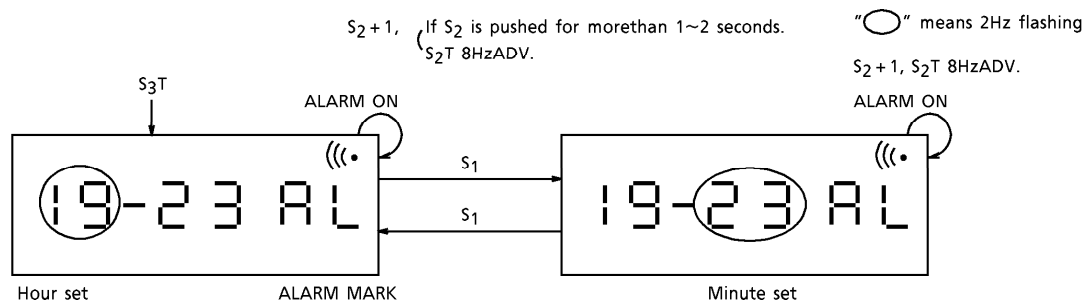 S2+1, ( If S2 is pushed for morethan 1~2 seconds.
S2T 8HzADV.
" " means 2Hz flashing
S2+1, S2T 8HzADV.
S3T
ALARM ON
ALARM ON
19-23 AL
S1
S1
19-23 AL
Hour set
ALARM MARK
Minute set